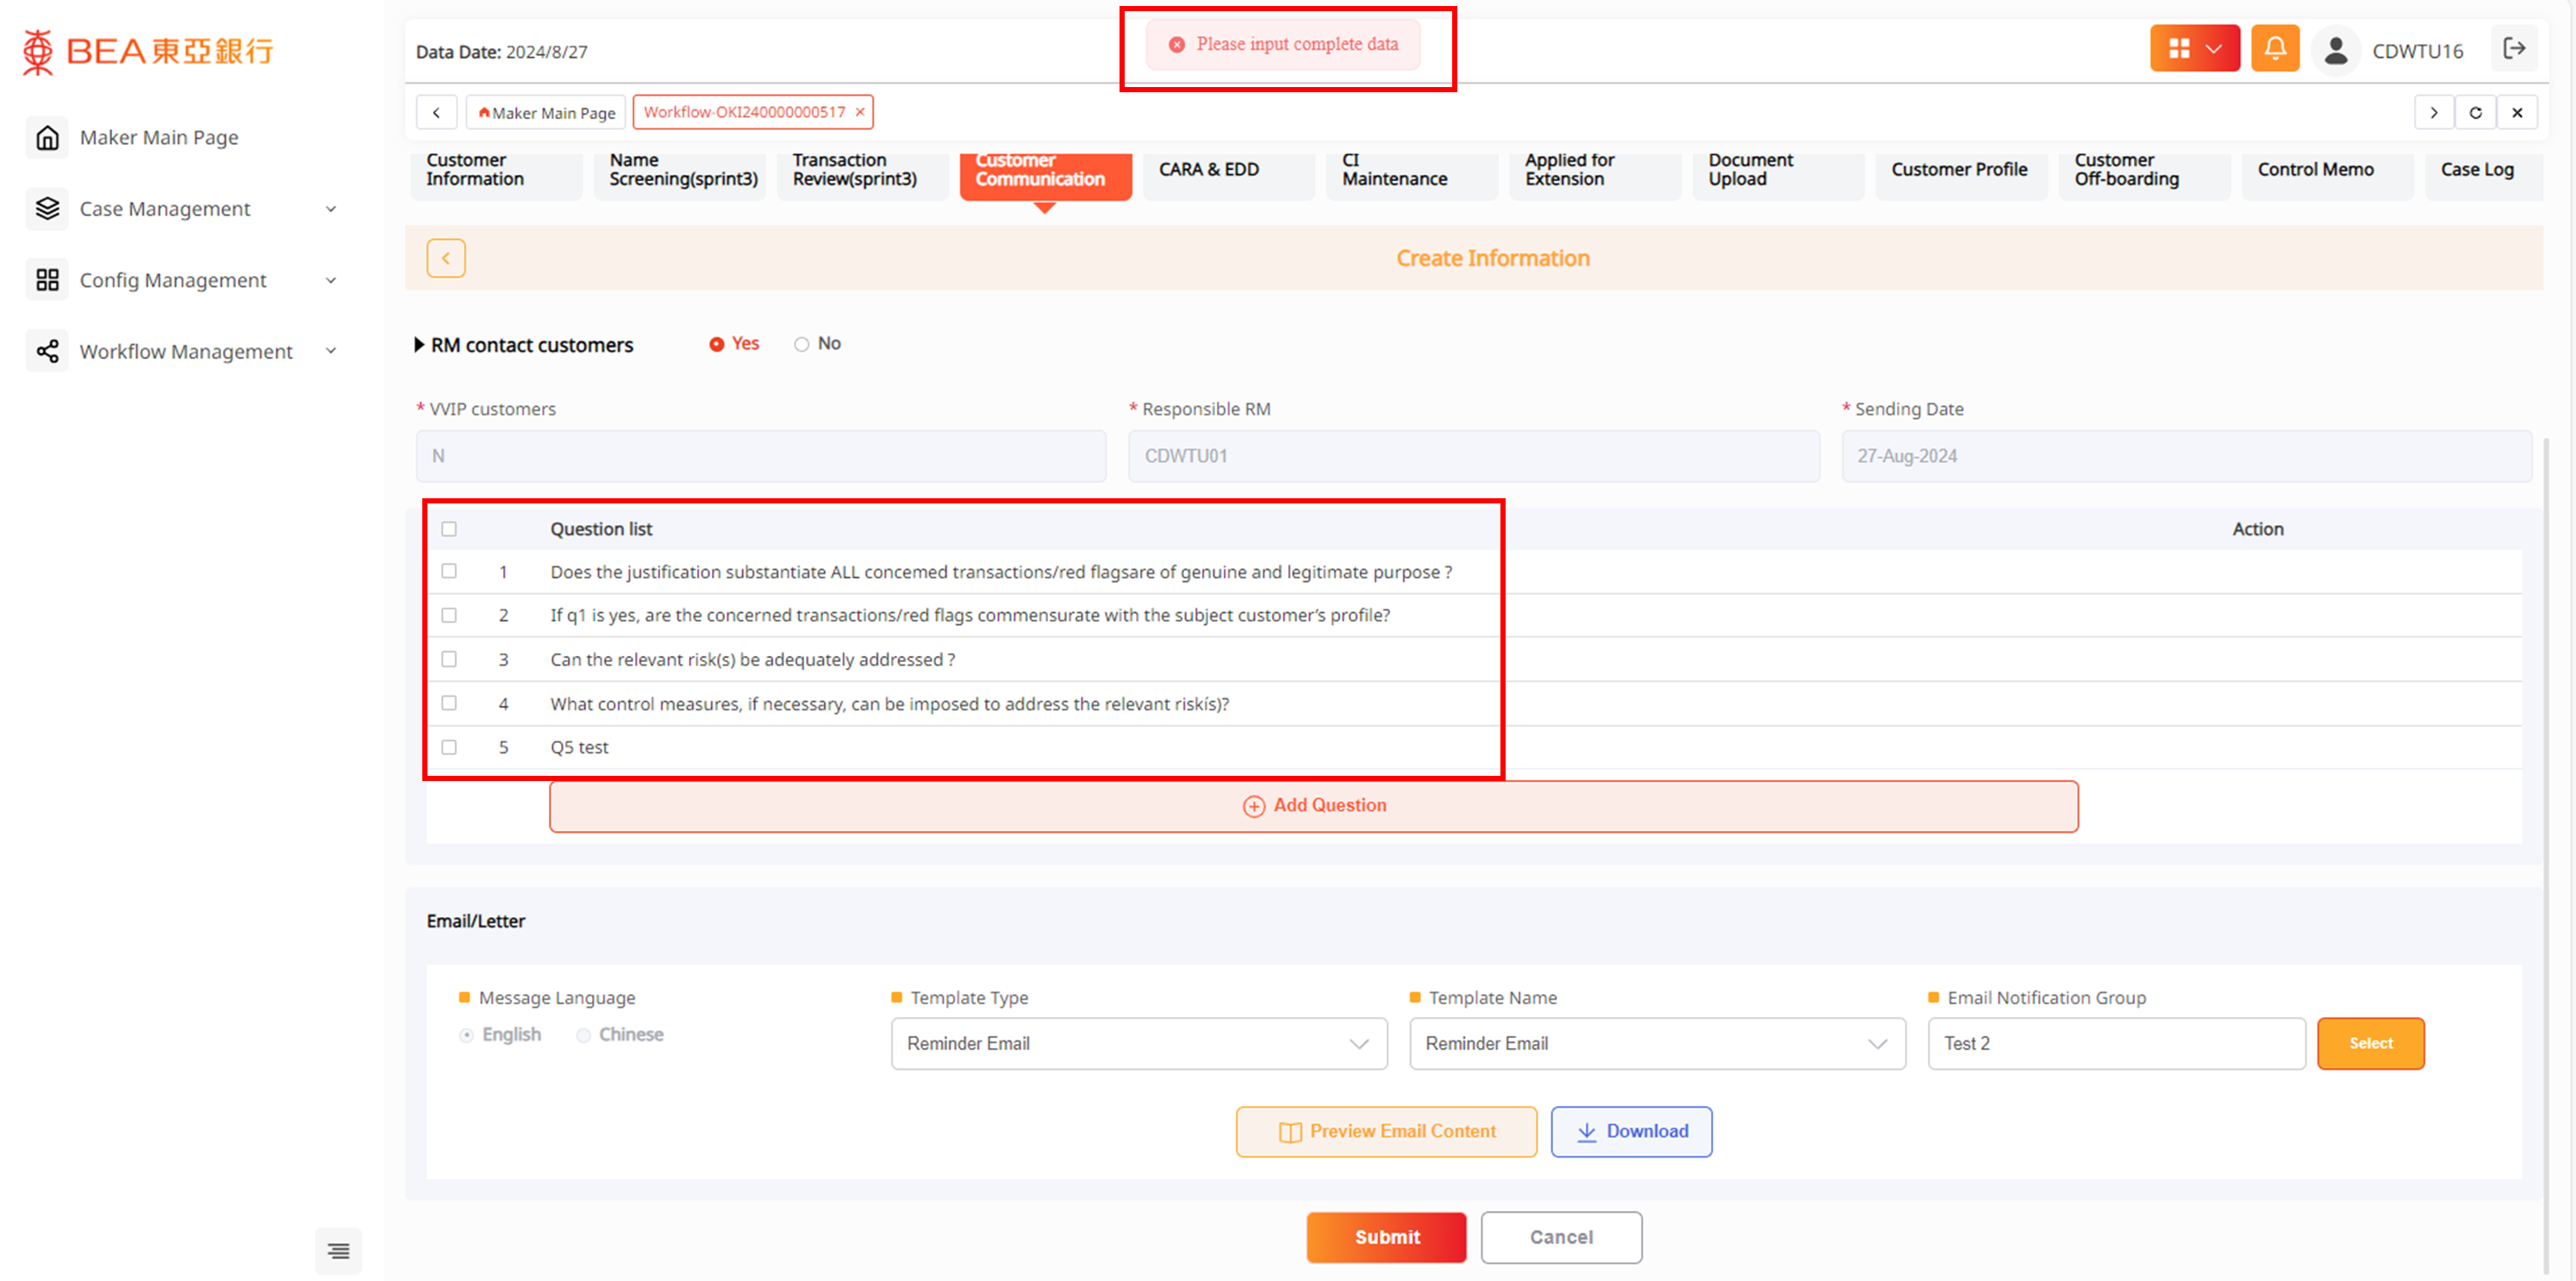 BEA東亞銀行
Data Date: 2024/8/27
Please input complete data
CDWTU16
Maker Main Page
Workflow-OKI240000000517
Maker Main Page
Case Management
Config Management
Workflow Management
Customer
Information
Name
Screening(sprint3)
Transaction
Review(sprint3)
Customer
Communication
CARA & EDD
CI
Maintenance
Applied for
Extension
Document
Upload
Customer Profile
Customer
Off-boarding
Control Memo
Case Log
Create Information
RM contact customers
Yes
No
* VVIP customers
* Responsible RM
* Sending Date
N
CDWTU01
27-Aug-2024
Question list
Action
1 Does the justification substantiate ALL concemed transactions/red flagsare of genuine and legitimate purpose ?
2 If q1 is yes, are the concerned transactions/red flags commensurate with the subject customer’s profile?
3 Can the relevant risk(s) be adequately addressed ?
4 What control measures, if necessary, can be imposed to address the relevant riskís)?
5 Q5 test
Add Question
Email/Letter
Message Language
Template Type
Template Name
Email Notification Group
English
Chinese
Reminder Email
Reminder Email
Test 2
Select
Preview Email Content
Download
Submit
Cancel